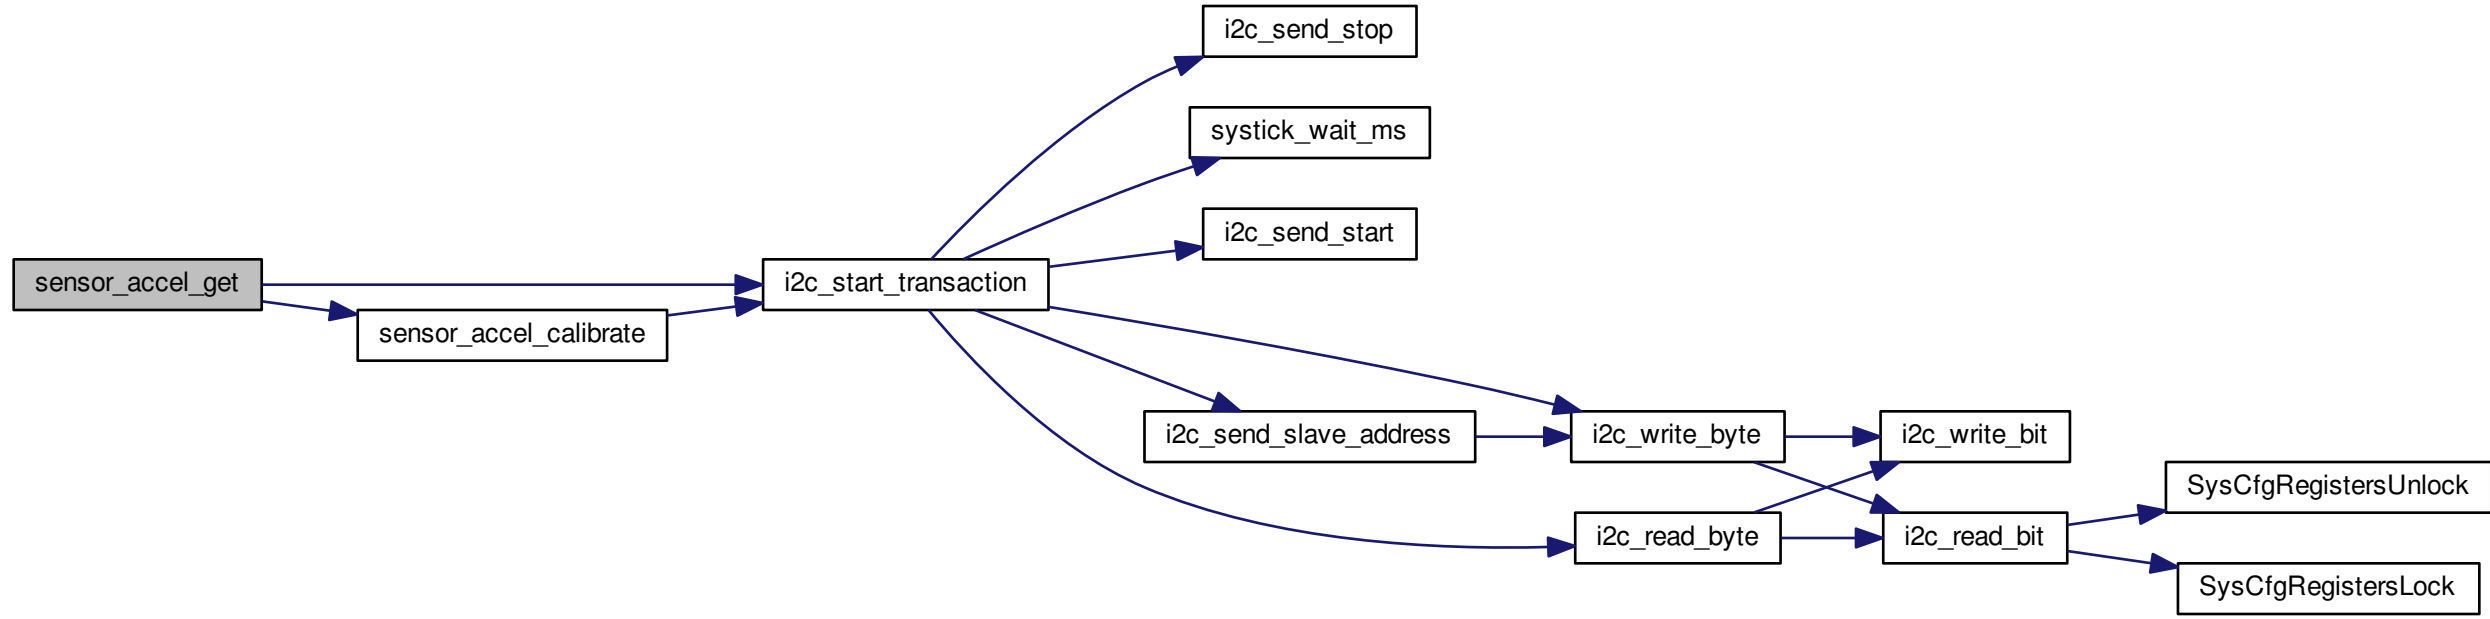 i2c_send_stop
systick_wait_ms
i2c_send_start
sensor_accel_get
i2c_start_transaction
sensor_accel_calibrate
i2c_send_slave_address
i2c_write_byte
i2c_write_bit
SysCfgRegistersUnlock
i2c_read_byte
i2c_read_bit
SysCfgRegistersLock